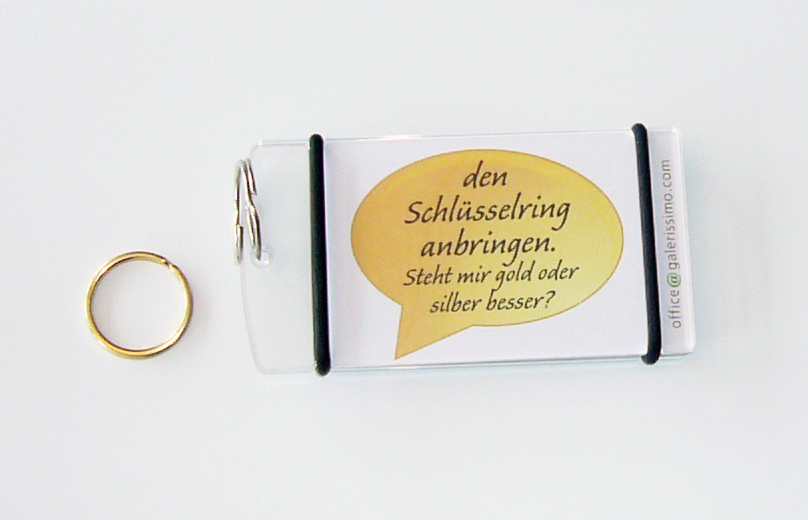 den
Schlüsselring
anbringen.
Steht mir gold oder
silber besser?
office@galerissimo.com